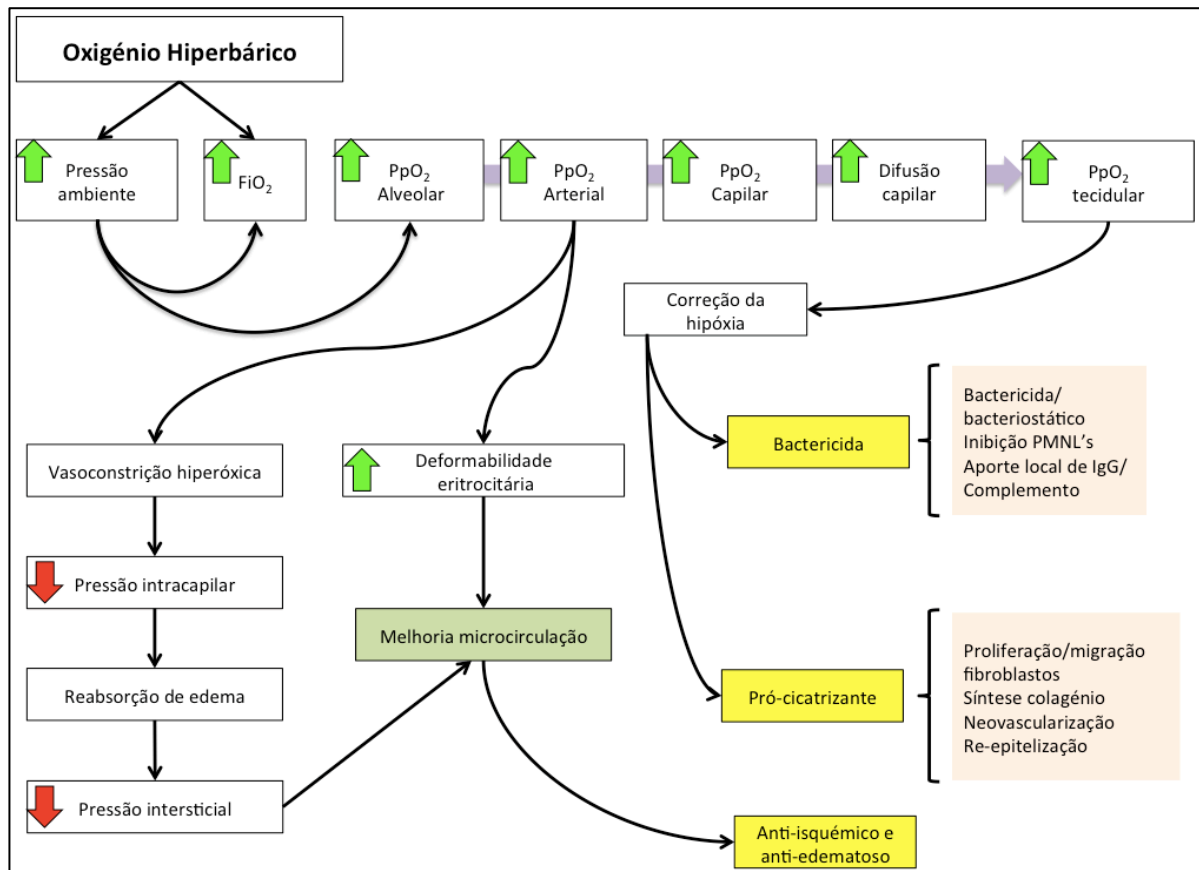 Oxigénio Hiperbárico
Pressão
ambiente
FiO₂
PpO₂
Alveolar
PpO₂
Arterial
PpO₂
Capilar
Difusão
capilar
PpO₂
tecidular
Correção da
hipóxia
Vasoconstrição hiperóxica
Deformabilidade
eritrocitária
Bactericida
Bactericida/
bacteriostático
Inibição PMNL's
Aporte local de IgG/
Complemento
Pressão intracapilar
Melhoria microcirculação
Reabsorção de edema
Pró-cicatrizante
Proliferação/migração
fibroblastos
Síntese colagénio
Neovascularização
Re-epitelização
Pressão intersticial
Anti-isquémico e
anti-edematoso